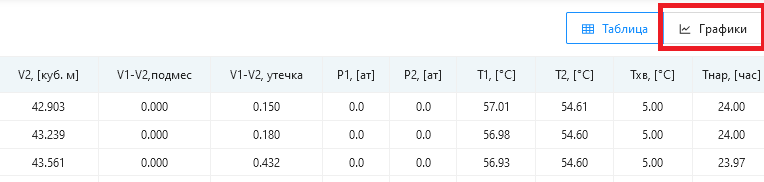 Таблица Графики
V2, [куб. м] V1-V2,подмес V1-V2, утечка P1, [ат] P2, [ат] T1, [°C] T2, [°C] Tхв, [°C] Tнар, [час]
42.903 0.000 0.150 0.0 0.0 57.01 54.61 5.00 24.00
43.239 0.000 0.180 0.0 0.0 56.98 54.60 5.00 24.00
43.561 0.000 0.432 0.0 0.0 56.93 54.60 5.00 23.97